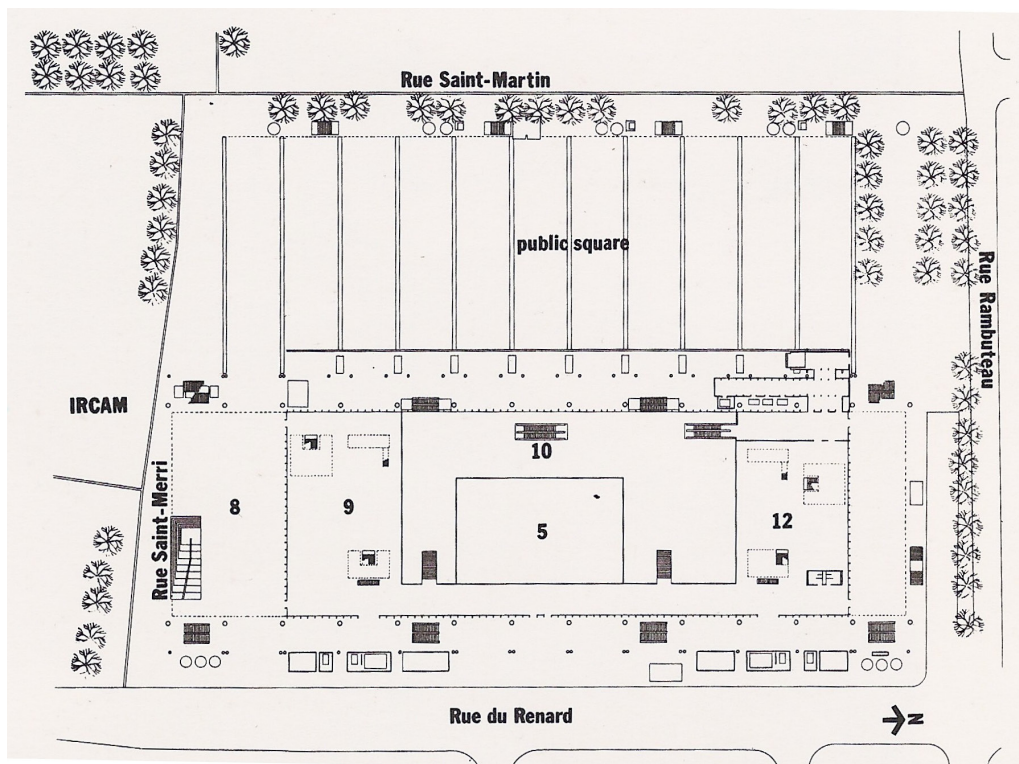 Rue Saint-Martin
public square
Rue Rambuteau
IRCAM
10
Rue Saint-Merri
8
9
5
12
Rue du Renard
N